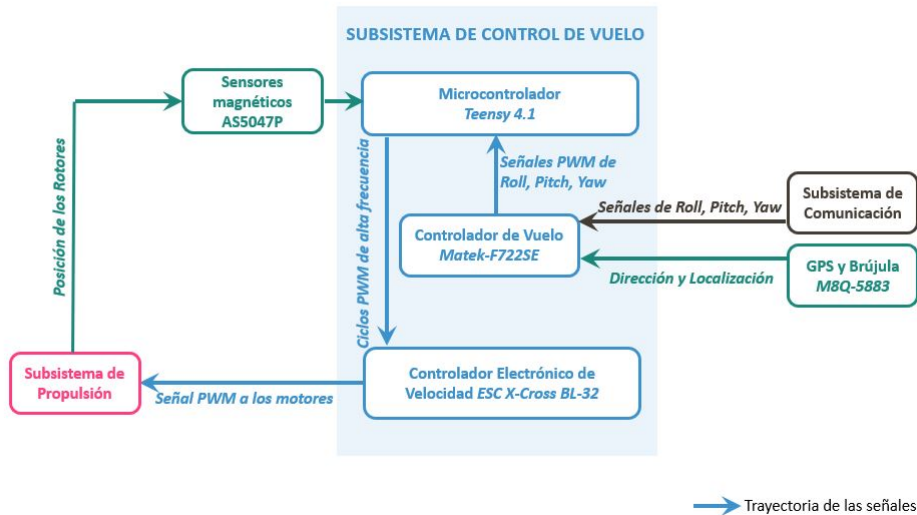 SUBSISTEMA DE CONTROL DE VUELO
Sensores
magnéticos
AS5047P
Microcontrolador
Teensy 4.1
Posición de los Rotores
Ciclos PWM de alta frecuencia
Señales PWM de
Roll, Pitch, Yaw
Controlador de Vuelo
Matek-F722SE
Señales de Roll, Pitch, Yaw
Subsistema de
Comunicación
Dirección y Localización
GPS y Brújula
M8Q-5883
Subsistema de
Propulsión
Señal PWM a los motores
Controlador Electrónico de
Velocidad ESC X-Cross BL-32
Trayectoria de las señales